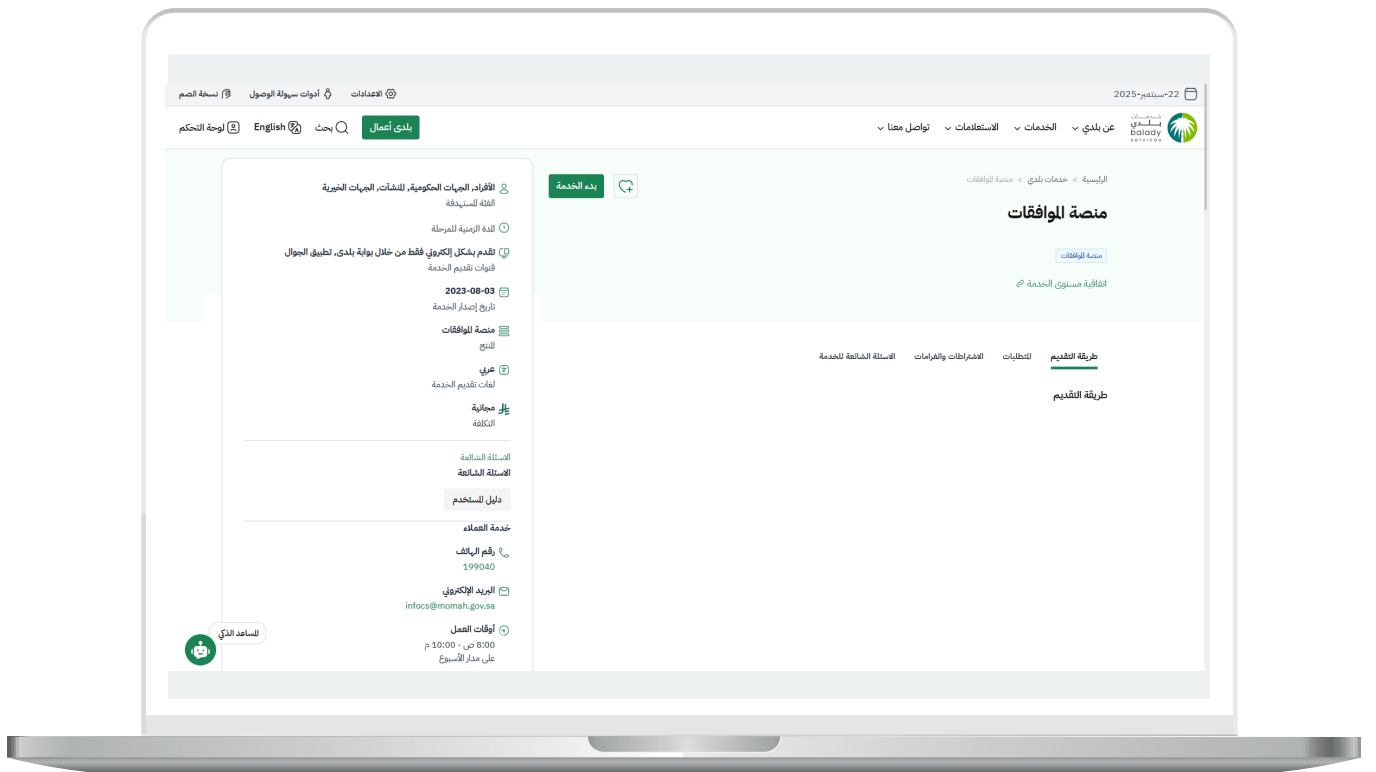 22-سبتمبر-2025
الاعدادات
أدوات سهولة الوصول
نسخة الصم
خدمات
بلدي
balady
services
عن بلدي
الخدمات
الاستعلامات
تواصل معنا
بلدي أعمال
بحث
English
لوحة التحكم
الرئيسية > خدمات بلدي > منصة الموافقات
منصة الموافقات
منصة الموافقات
اتفاقية مستوى الخدمة
بدء الخدمة
طريقة التقديم
المتطلبات
الاشتراطات والغرامات
الاسئلة الشائعة للخدمة
طريقة التقديم
الأفراد, الجهات الحكومية, المنشآت, الجهات الخيرية
الفئة المستهدفة
المدة الزمنية للمرحلة
تقدم بشكل إلكتروني فقط من خلال بوابة بلدي, تطبيق الجوال
قنوات تقديم الخدمة
2023-08-03
تاريخ إصدار الخدمة
منصة الموافقات
المنتج
عربي
لغات تقديم الخدمة
مجانية
التكلفة
الاسئلة الشائعة
الاسئلة الشائعة
دليل المستخدم
خدمة العملاء
رقم الهاتف
199040
البريد الإلكتروني
infocs@momah.gov.sa
أوقات العمل
8:00 ص - 10:00 م
على مدار الأسبوع
المساعد الذكي